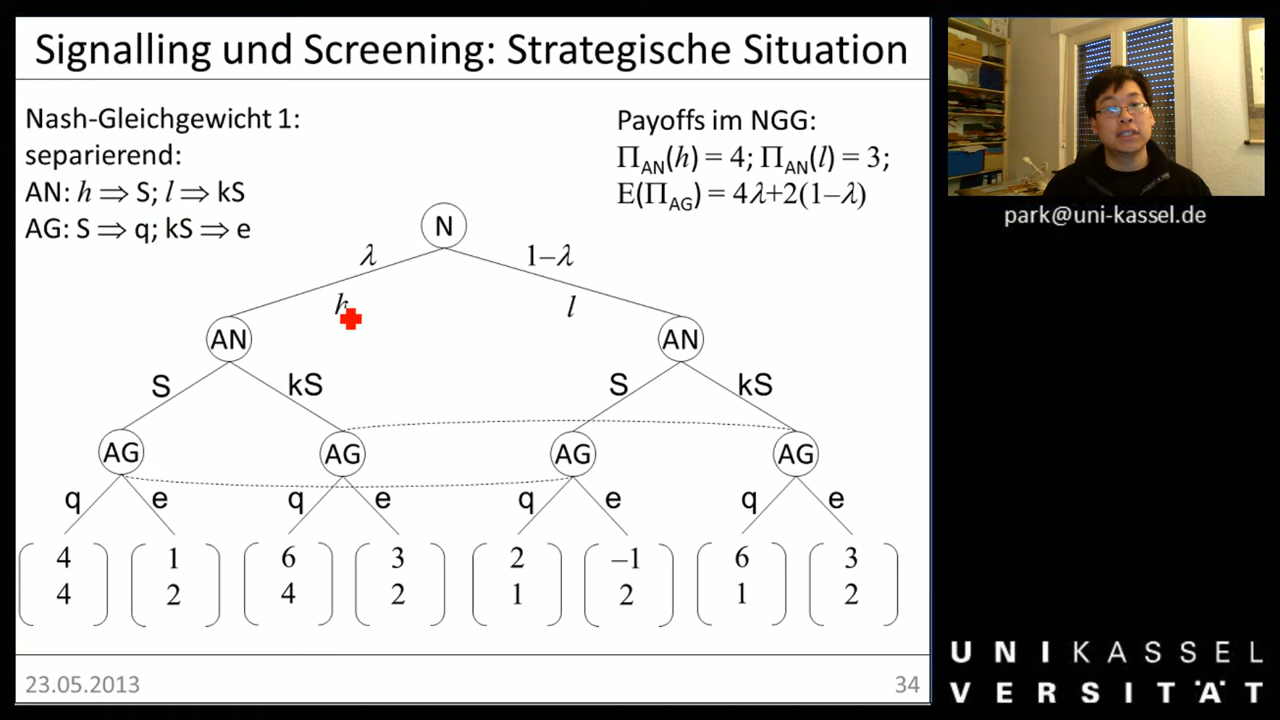 Signalling und Screening: Strategische Situation
Nash-Gleichgewicht 1:
separierend:
AN: h ⇒ S; l ⇒ kS
AG: S ⇒ q; kS ⇒ e
Payoffs im NGG:
Π_AN(h) = 4; Π_AN(l) = 3;
E(Π_AG) = 4λ+2(1–λ)
park@uni-kassel.de
N
λ 1–λ
h l
AN AN
S kS S kS
AG AG AG AG
q e q e q e q e
4 1 6 3 2 –1 6 3
4 2 4 2 1 2 1 2
23.05.2013 34
UNIKASSEL
VERSITÄT